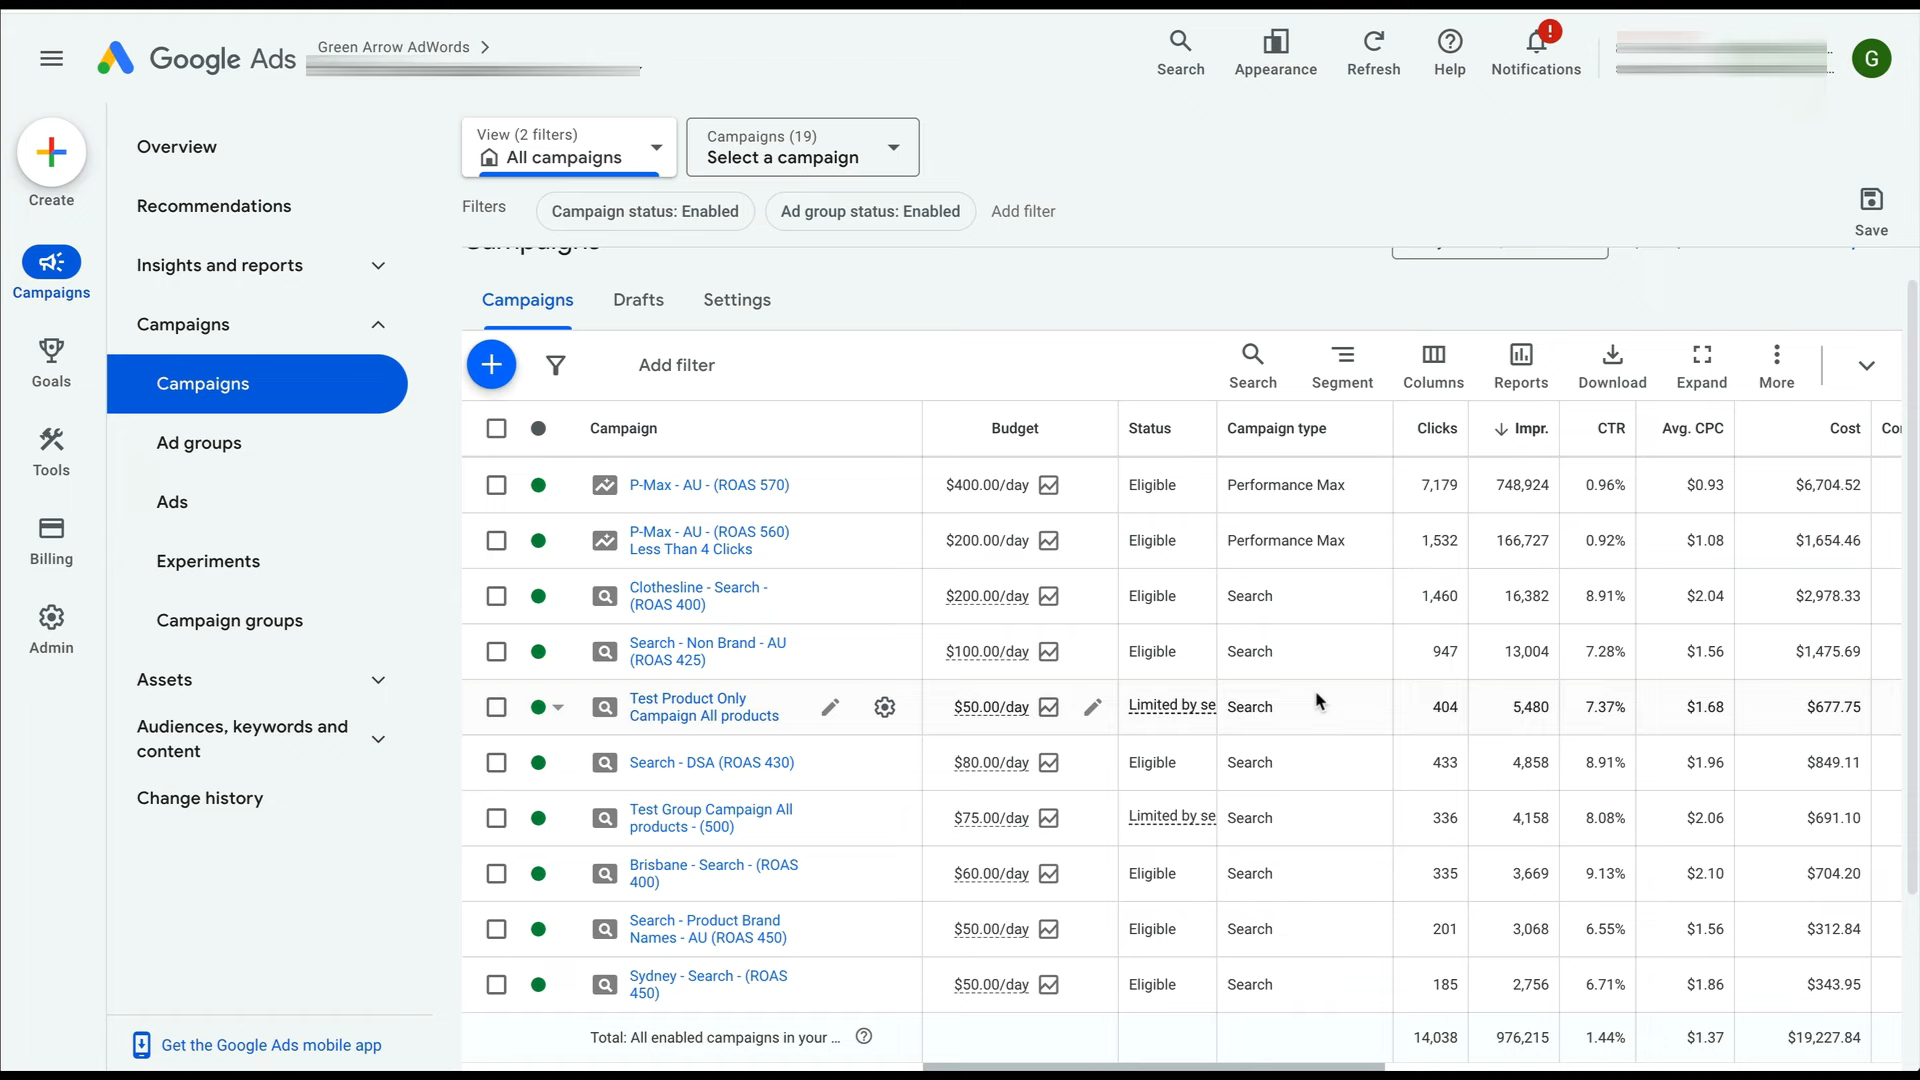 Google Ads
Green Arrow AdWords
Search
Appearance
Refresh
Help
!
Notifications
G
Create
Campaigns
Goals
Tools
Billing
Admin
Overview
Recommendations
Insights and reports
Campaigns
Campaigns
Ad groups
Ads
Experiments
Campaign groups
Assets
Audiences, keywords and
content
Change history
Get the Google Ads mobile app
View (2 filters)
All campaigns
Campaigns (19)
Select a campaign
Filters
Campaign status: Enabled
Ad group status: Enabled
Add filter
Save
Campaigns
Campaigns
Drafts
Settings
Add filter
Search
Segment
Columns
Reports
Download
Expand
More
Campaign Budget Status Campaign type Clicks Impr. CTR Avg. CPC Cost
P-Max - AU - (ROAS 570) $400.00/day Eligible Performance Max 7,179 748,924 0.96% $0.93 $6,704.52
P-Max - AU - (ROAS 560)
Less Than 4 Clicks $200.00/day Eligible Performance Max 1,532 166,727 0.92% $1.08 $1,654.46
Clothesline - Search -
(ROAS 400) $200.00/day Eligible Search 1,460 16,382 8.91% $2.04 $2,978.33
Search - Non Brand - AU
(ROAS 425) $100.00/day Eligible Search 947 13,004 7.28% $1.56 $1,475.69
Test Product Only
Campaign All products $50.00/day Limited by se Search 404 5,480 7.37% $1.68 $677.75
Search - DSA (ROAS 430) $80.00/day Eligible Search 433 4,858 8.91% $1.96 $849.11
Test Group Campaign All
products - (500) $75.00/day Limited by se Search 336 4,158 8.08% $2.06 $691.10
Brisbane - Search - (ROAS
400) $60.00/day Eligible Search 335 3,669 9.13% $2.10 $704.20
Search - Product Brand
Names - AU (ROAS 450) $50.00/day Eligible Search 201 3,068 6.55% $1.56 $312.84
Sydney - Search - (ROAS
450) $50.00/day Eligible Search 185 2,756 6.71% $1.86 $343.95
Total: All enabled campaigns in your ... 14,038 976,215 1.44% $1.37 $19,227.84